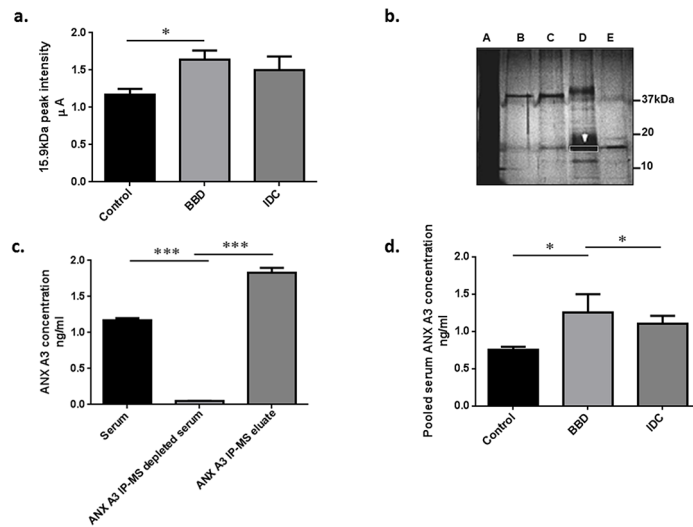 a.
*
15.9kDa peak intensity
µ A
2.0
1.5
1.0
0.5
0.0
Control
BBD
IDC
b.
A B C D E
37kDa
20
10
c.
*** ***
ANX A3 concentration
ng/ml
2.0
1.5
1.0
0.5
0.0
Serum
ANX A3 IP-MS depleted serum
ANX A3 IP-MS eluate
d.
* *
Pooled serum ANX A3 concentration
ng/ml
2.0
1.5
1.0
0.5
0.0
Control
BBD
IDC